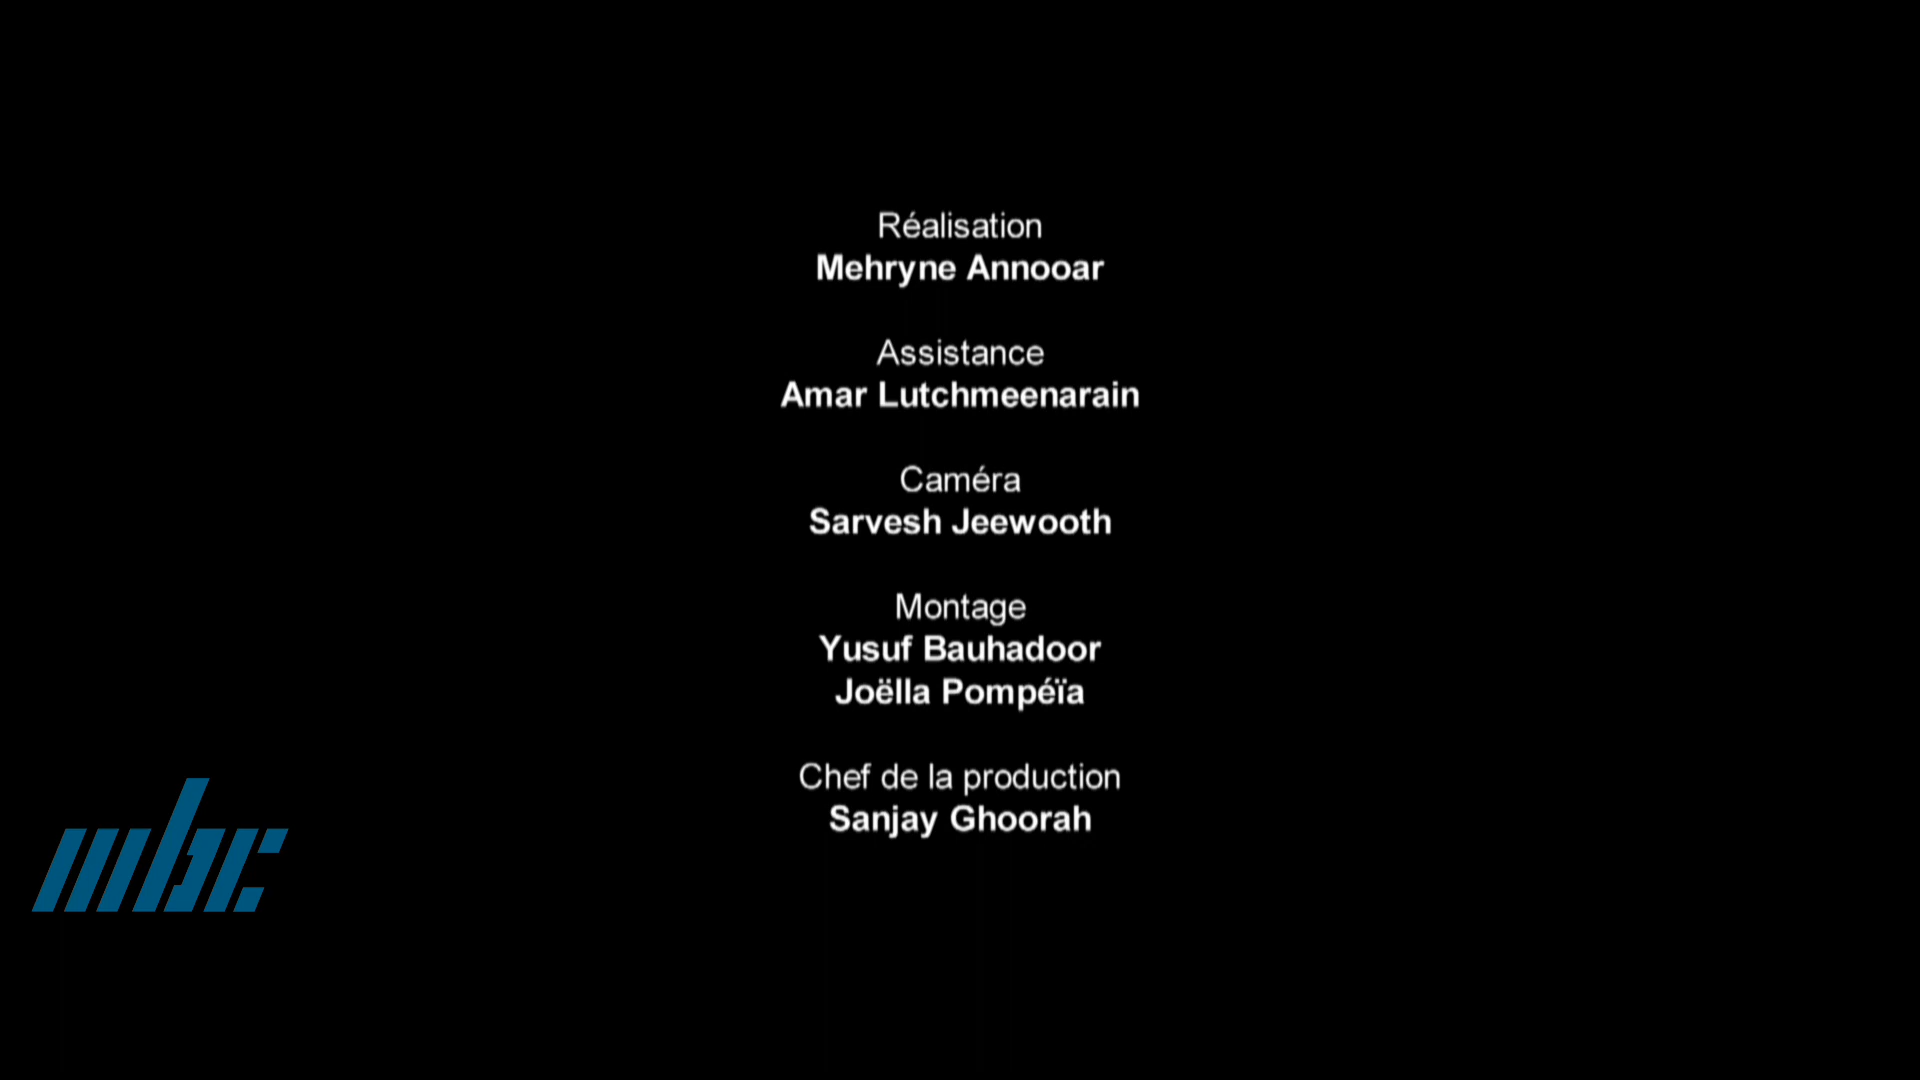 Réalisation
Mehryne Annooar
Assistance
Amar Lutchmeenarain
Caméra
Sarvesh Jeewooth
Montage
Yusuf Bauhadoor
Joëlla Pompéïa
Chef de la production
Sanjay Ghoorah
mbc